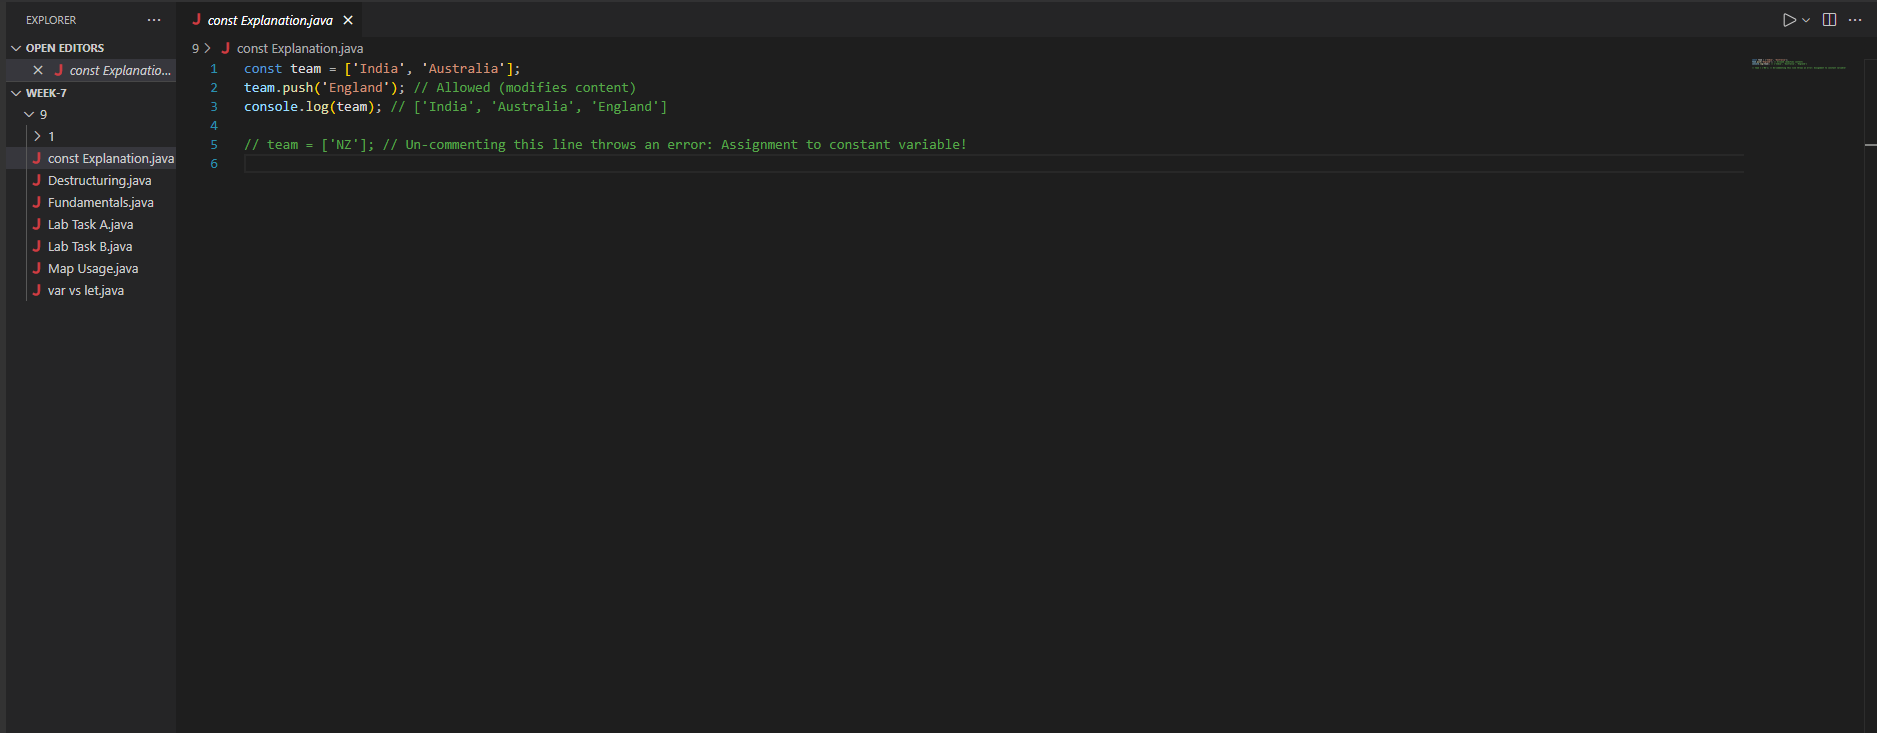 EXPLORER ···
OPEN EDITORS
const Explanatio...
WEEK-7
9
1
const Explanation.java
Destructuring.java
Fundamentals.java
Lab Task A.java
Lab Task B.java
Map Usage.java
var vs let.java
const Explanation.java
9 > const Explanation.java
1 const team = ['India', 'Australia'];
2 team.push('England'); // Allowed (modifies content)
3 console.log(team); // ['India', 'Australia', 'England']
4
5 // team = ['NZ']; // Un-commenting this line throws an error: Assignment to constant variable!
6